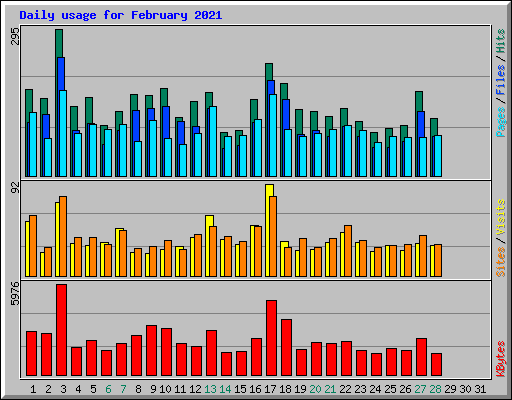 Daily usage for February 2021
295
Pages / Files / Hits
92
Sites / Visits
5976
KBytes
1 2 3 4 5 6 7 8 9 10 11 12 13 14 15 16 17 18 19 20 21 22 23 24 25 26 27 28 29 30 31